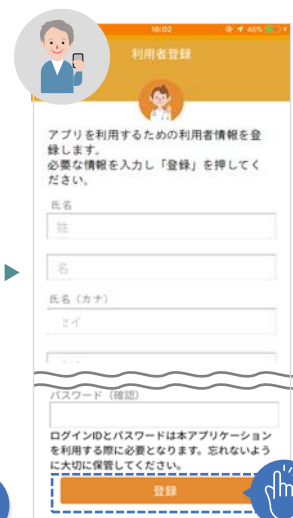 16:02
46%
利用者登録
アプリを利用するための利用者情報を登
録します。
必要な情報を入力し「登録」を押してく
ださい。
氏名
姓
名
氏名（カナ）
セイ
パスワード（確認）
ログインIDとパスワードは本アプリケーション
を利用する際に必要となります。忘れないよう
に大切に保管してください。
登録